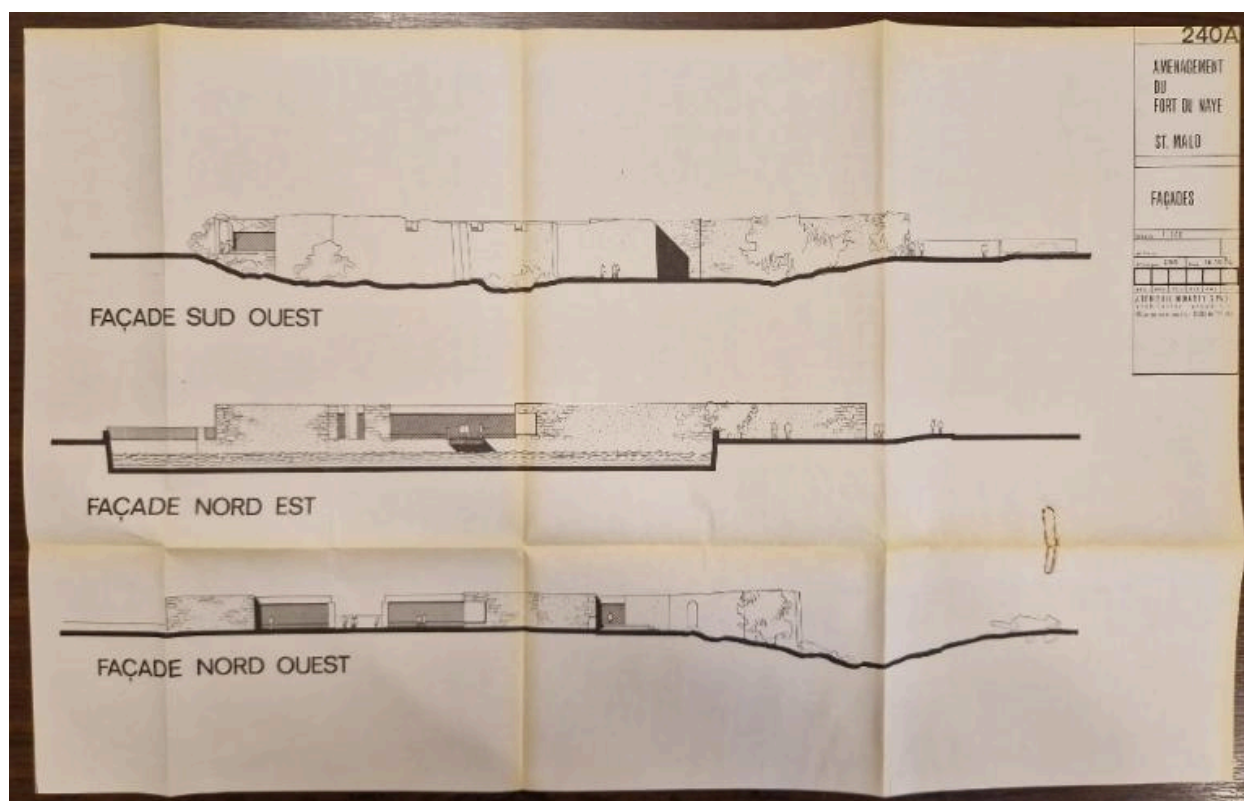 240A
AMENAGEMENT
DU
FORT DU NAYE
ST. MALO
FAÇADES
FAÇADE SUD OUEST
FAÇADE NORD EST
FAÇADE NORD OUEST